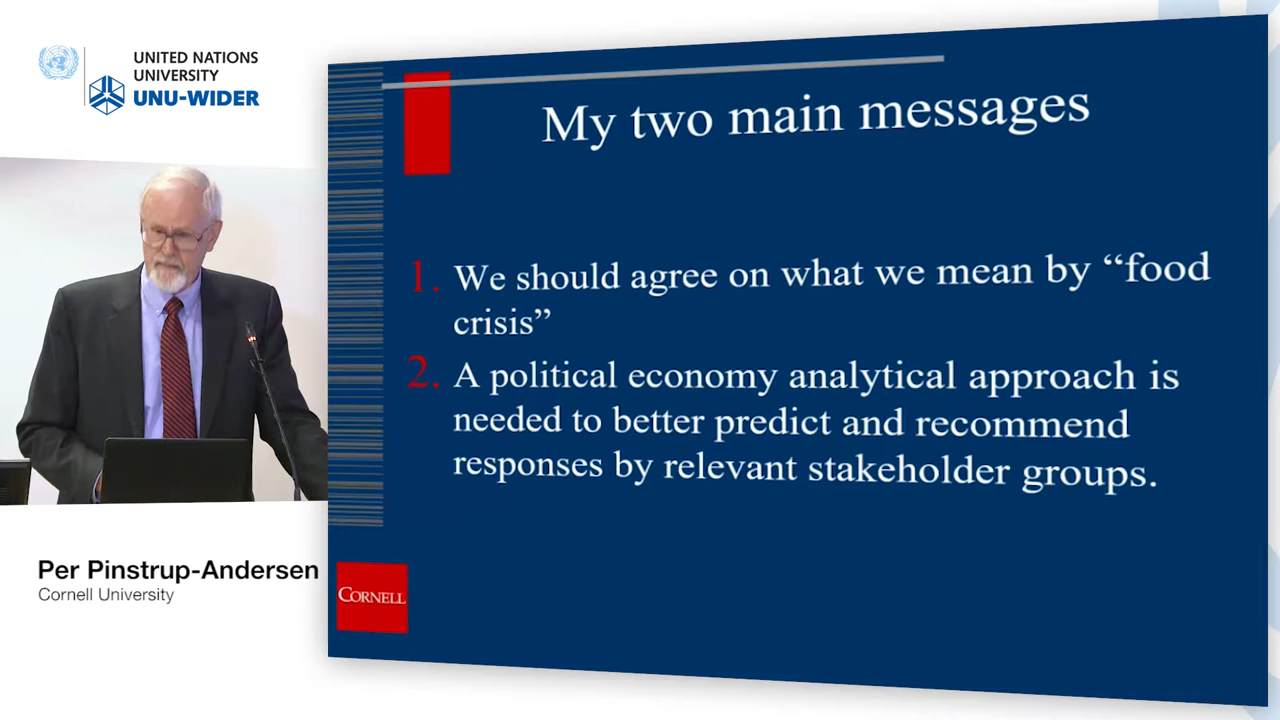 UNITED NATIONS
UNIVERSITY
UNU-WIDER
My two main messages
1. We should agree on what we mean by “food
crisis”
2. A political economy analytical approach is
needed to better predict and recommend
responses by relevant stakeholder groups.
CORNELL
Per Pinstrup-Andersen
Cornell University